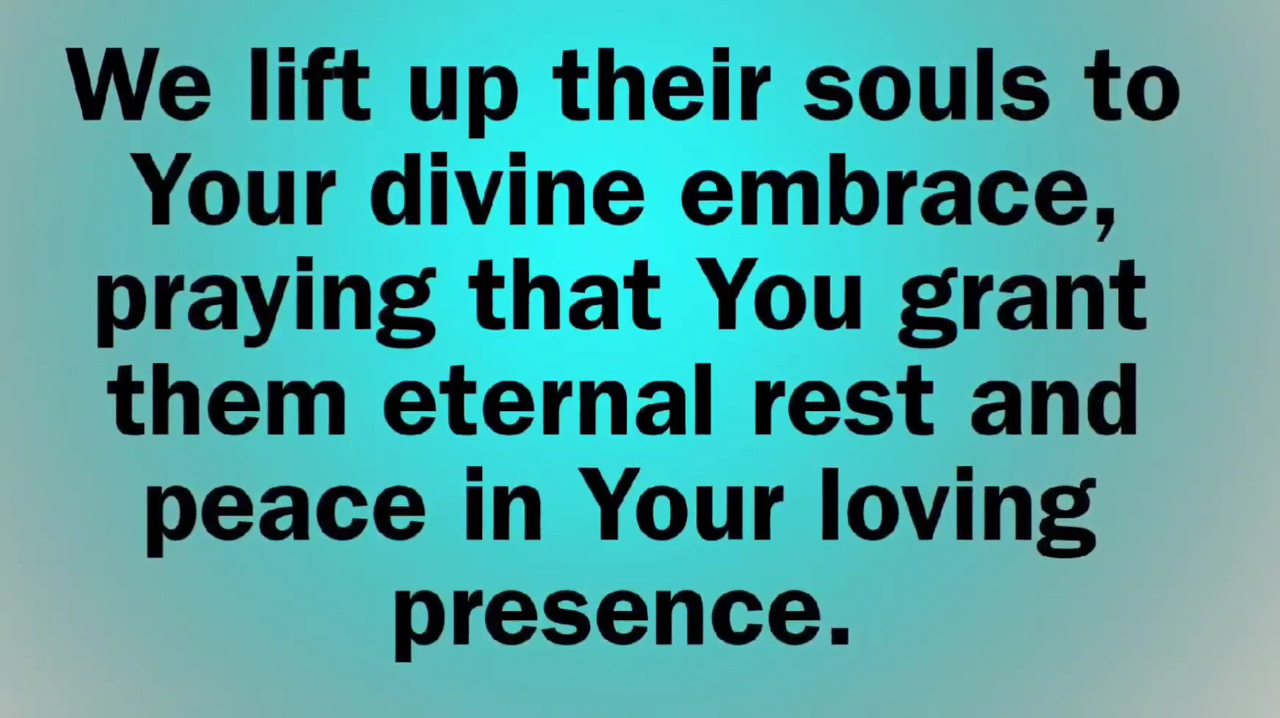 We lift up their souls to
Your divine embrace,
praying that You grant
them eternal rest and
peace in Your loving
presence.